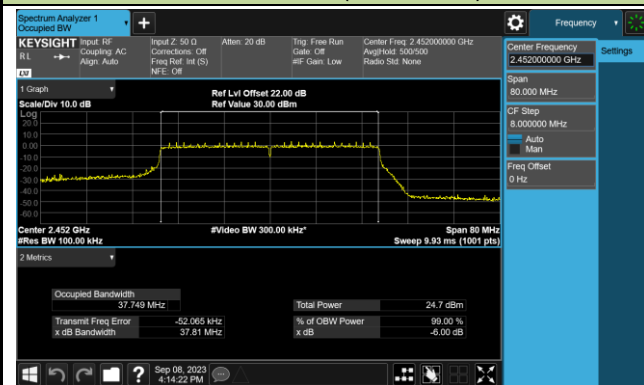 Spectrum Analyzer 1
Occupied BW
+
Frequency
KEYSIGHT
Input: RF
Coupling: AC
Align: Auto
Input Z: 50 Ω
Corrections: Off
Freq Ref: Int (S)
NFE: Off
Atten: 20 dB
Trig: Free Run
Gate: Off
#IF Gain: Low
Center Freq: 2.452000000 GHz
Avg|Hold: 500/500
Radio Std: None
RL
LXI
Center Frequency
2.452000000 GHz
Settings
Span
80.000 MHz
CF Step
8.000000 MHz
Auto
Man
Freq Offset
0 Hz
1 Graph
Scale/Div 10.0 dB
Ref Lvl Offset 22.00 dB
Ref Value 30.00 dBm
Log
20.0
10.0
0.00
-10.0
-20.0
-30.0
-40.0
-50.0
-60.0
Center 2.452 GHz
#Video BW 300.00 kHz*
Span 80 MHz
#Res BW 100.00 kHz
Sweep 9.93 ms (1001 pts)
2 Metrics
Occupied Bandwidth
37.749 MHz
Total Power 24.7 dBm
Transmit Freq Error -52.065 kHz
% of OBW Power 99.00 %
x dB Bandwidth 37.81 MHz
x dB -6.00 dB
?
Sep 08, 2023
4:14:22 PM